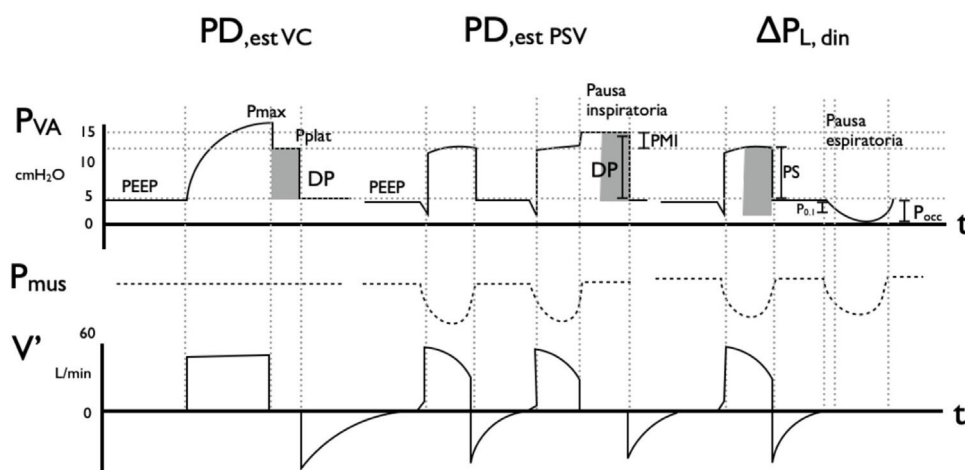 PD,est VC
PD,est PSV
ΔPL, din
PVA
cmH2O
15
10
5
0
PEEP
Pmax
Pplat
DP
PEEP
Pausa
inspiratoria
PMI
DP
PS
P0.1
Pausa
espiratoria
Pocc
t
Pmus
V'
L/min
60
0
t